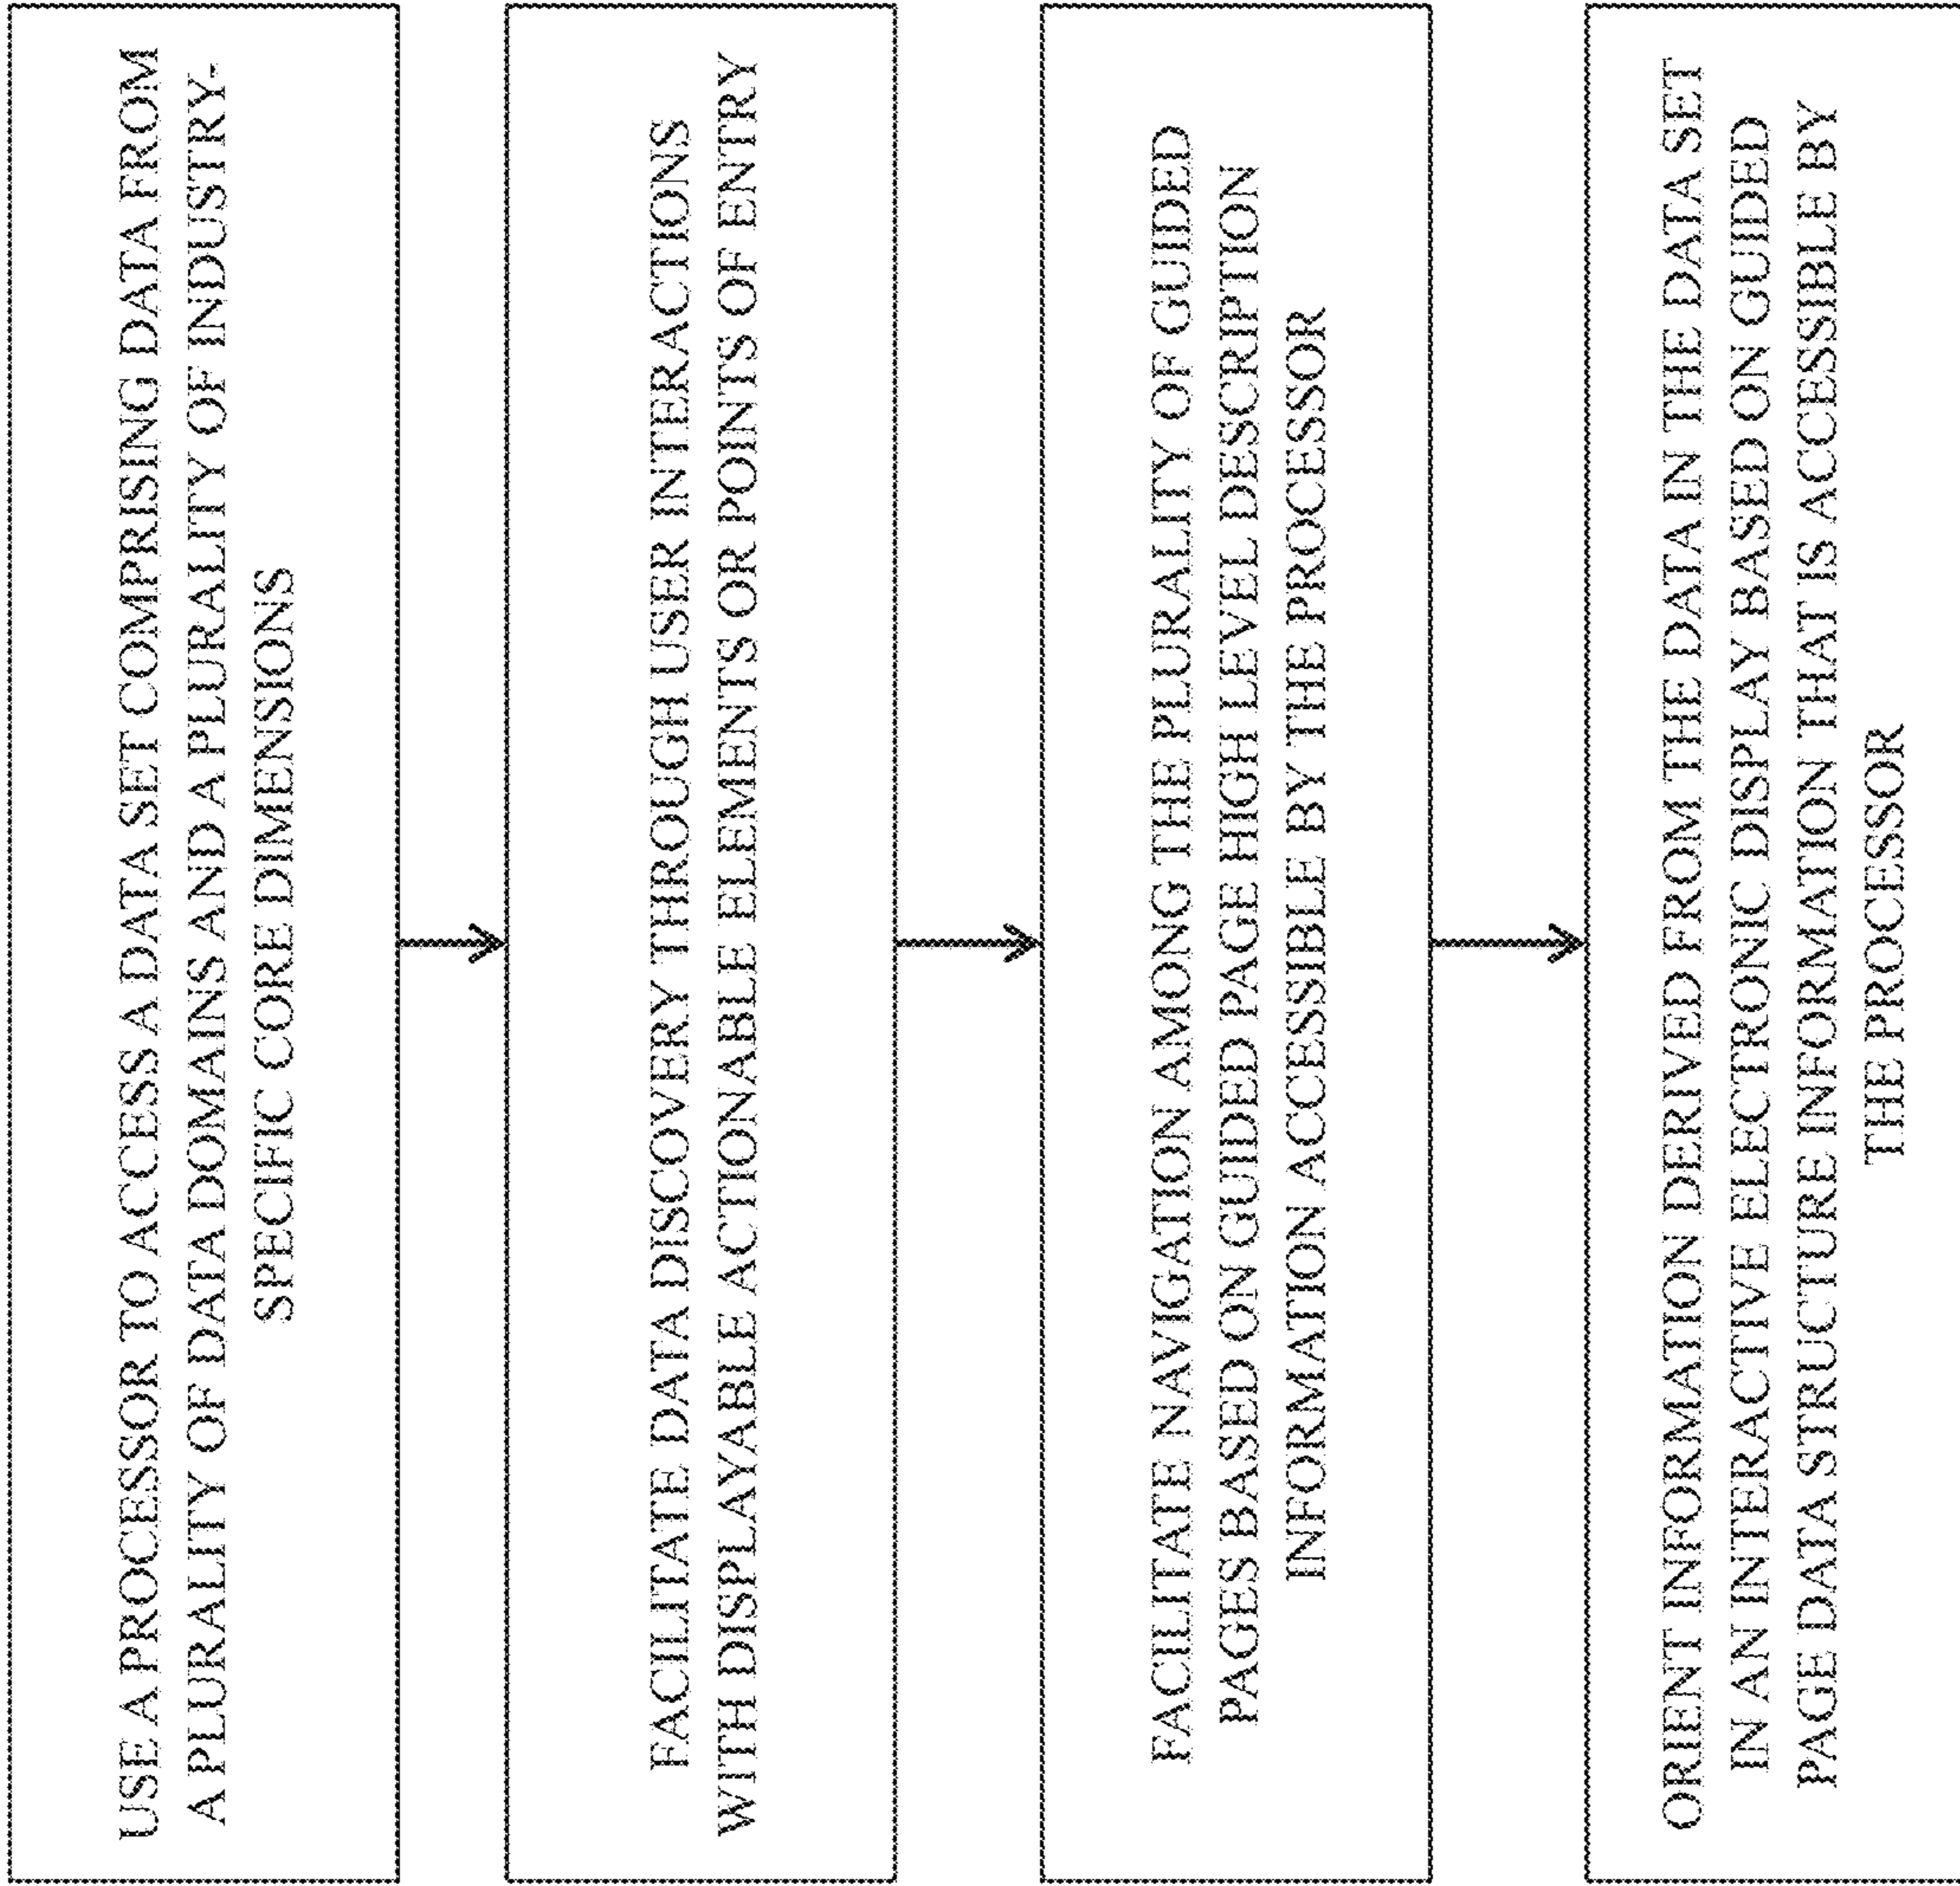 USE A PROCESSOR TO ACCESS A DATA SET COMPRISING DATA FROM
A PLURALITY OF DATA DOMAINS AND A PLURALITY OF INDUSTRY-
SPECIFIC CORE DIMENSIONS
FACILITATE DATA DISCOVERY THROUGH USER INTERACTIONS
WITH DISPLAYABLE ACTIONABLE ELEMENTS OR POINTS OF ENTRY
FACILITATE NAVIGATION AMONG THE PLURALITY OF GUIDED
PAGES BASED ON GUIDED PAGE HIGH LEVEL DESCRIPTION
INFORMATION ACCESSIBLE BY THE PROCESSOR
ORIENT INFORMATION DERIVED FROM THE DATA IN THE DATA SET
IN AN INTERACTIVE ELECTRONIC DISPLAY BASED ON GUIDED
PAGE DATA STRUCTURE INFORMATION THAT IS ACCESSIBLE BY
THE PROCESSOR